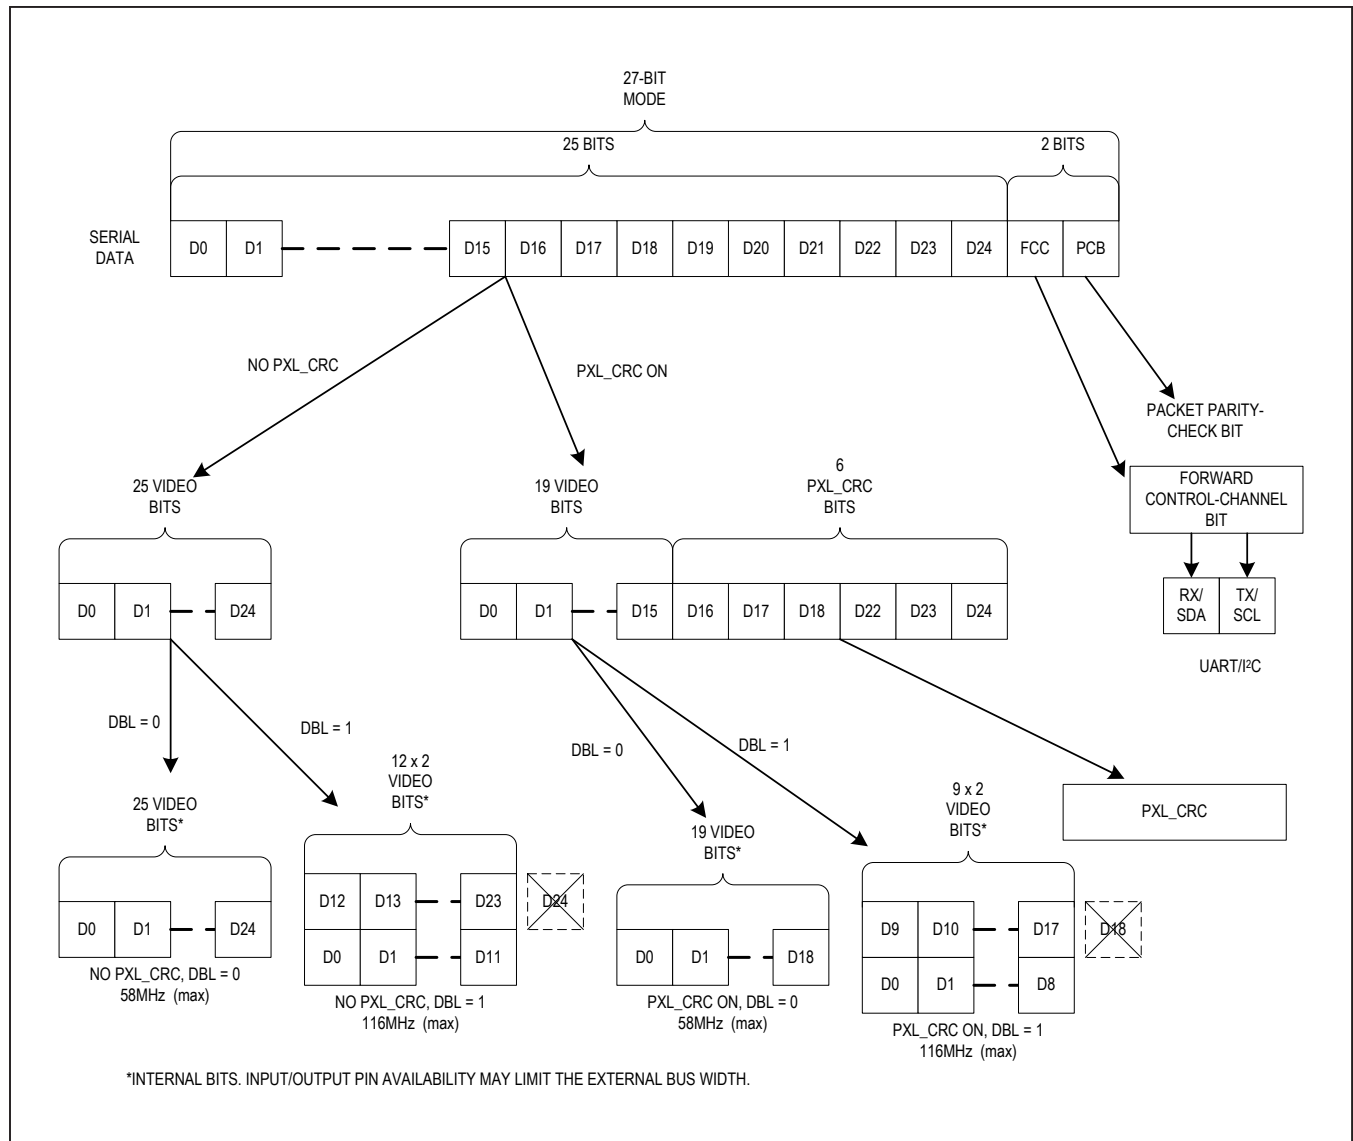 27-BIT
MODE
25 BITS
2 BITS
SERIAL
DATA
D0 D1 D15 D16 D17 D18 D19 D20 D21 D22 D23 D24 FCC PCB
NO PXL_CRC
PXL_CRC ON
PACKET PARITY-
CHECK BIT
25 VIDEO
BITS
19 VIDEO
BITS
6
PXL_CRC
BITS
FORWARD
CONTROL-CHANNEL
BIT
D0 D1 D24
D0 D1 D15 D16 D17 D18 D22 D23 D24
RX/
SDA
TX/
SCL
UART/I²C
DBL = 0
DBL = 1
DBL = 0
DBL = 1
25 VIDEO
BITS*
12 x 2
VIDEO
BITS*
19 VIDEO
BITS*
9 x 2
VIDEO
BITS*
PXL_CRC
D0 D1 D24
NO PXL_CRC, DBL = 0
58MHz (max)
D12 D13 D23 D24
D0 D1 D11
NO PXL_CRC, DBL = 1
116MHz (max)
D0 D1 D18
PXL_CRC ON, DBL = 0
58MHz (max)
D9 D10 D17 D18
D0 D1 D8
PXL_CRC ON, DBL = 1
116MHz (max)
*INTERNAL BITS. INPUT/OUTPUT PIN AVAILABILITY MAY LIMIT THE EXTERNAL BUS WIDTH.